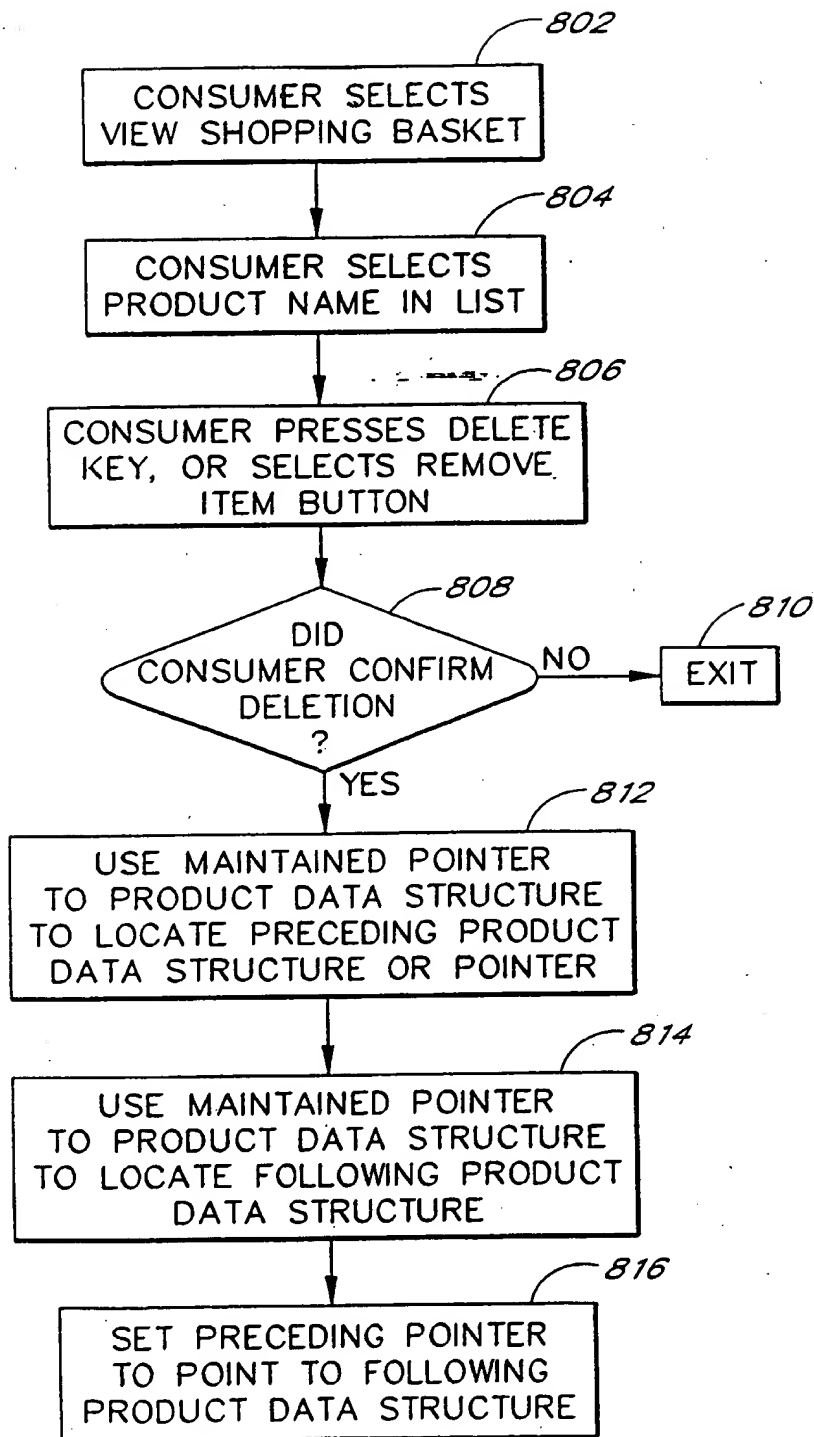 802
CONSUMER SELECTS
VIEW SHOPPING BASKET
804
CONSUMER SELECTS
PRODUCT NAME IN LIST
806
CONSUMER PRESSES DELETE
KEY, OR SELECTS REMOVE
ITEM BUTTON
808
DID
CONSUMER CONFIRM
DELETION
?
NO
810
EXIT
YES
812
USE MAINTAINED POINTER
TO PRODUCT DATA STRUCTURE
TO LOCATE PRECEDING PRODUCT
DATA STRUCTURE OR POINTER
814
USE MAINTAINED POINTER
TO PRODUCT DATA STRUCTURE
TO LOCATE FOLLOWING PRODUCT
DATA STRUCTURE
816
SET PRECEDING POINTER
TO POINT TO FOLLOWING
PRODUCT DATA STRUCTURE